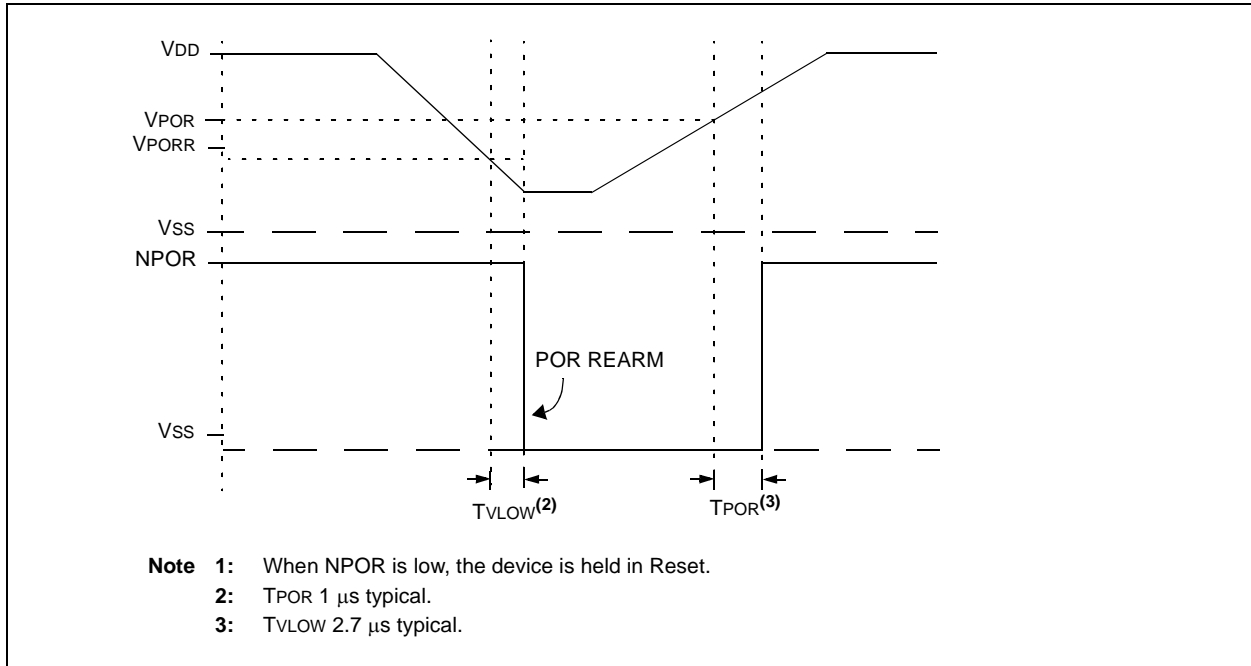 VDD
VPOR
VPORR
VSS
NPOR
POR REARM
VSS
TVLOW(2)
TPOR(3)
Note 1: When NPOR is low, the device is held in Reset.
2: TPOR 1 μs typical.
3: TVLOW 2.7 μs typical.